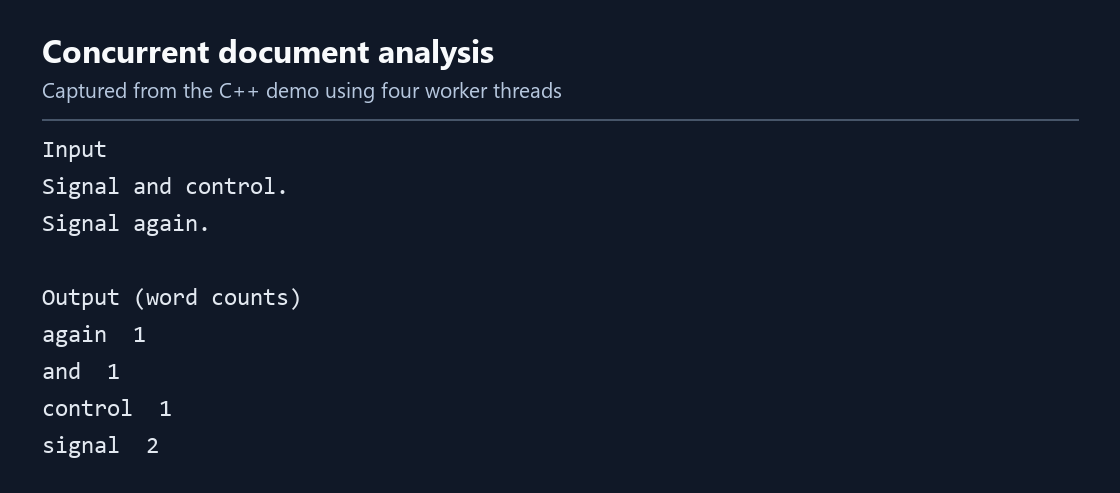 Concurrent document analysis
Captured from the C++ demo using four worker threads
Input
Signal and control.
Signal again.
Output (word counts)
again  1
and  1
control  1
signal  2